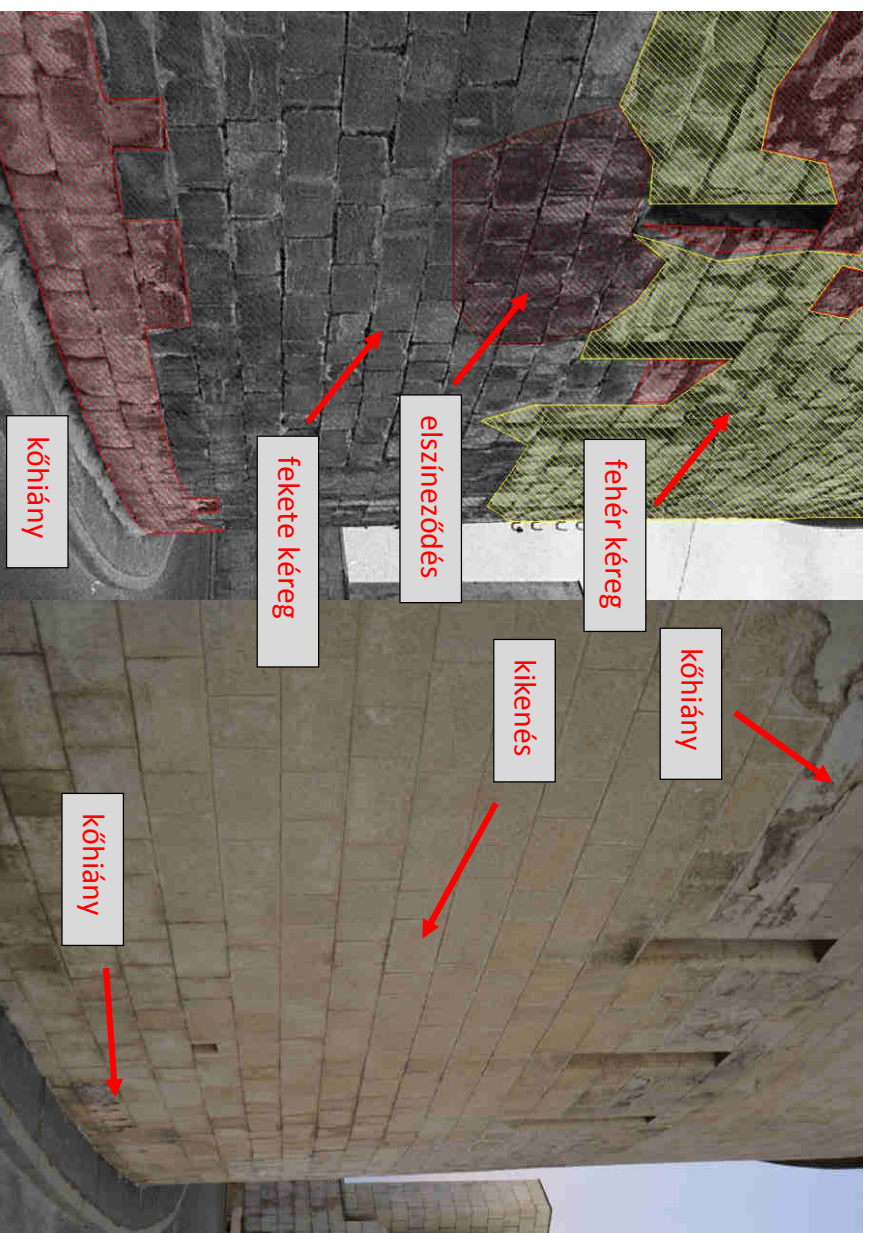 fehér kéreg
elszíneződés
fekete kéreg
kőhiány
kőhiány
kikenés
kőhiány